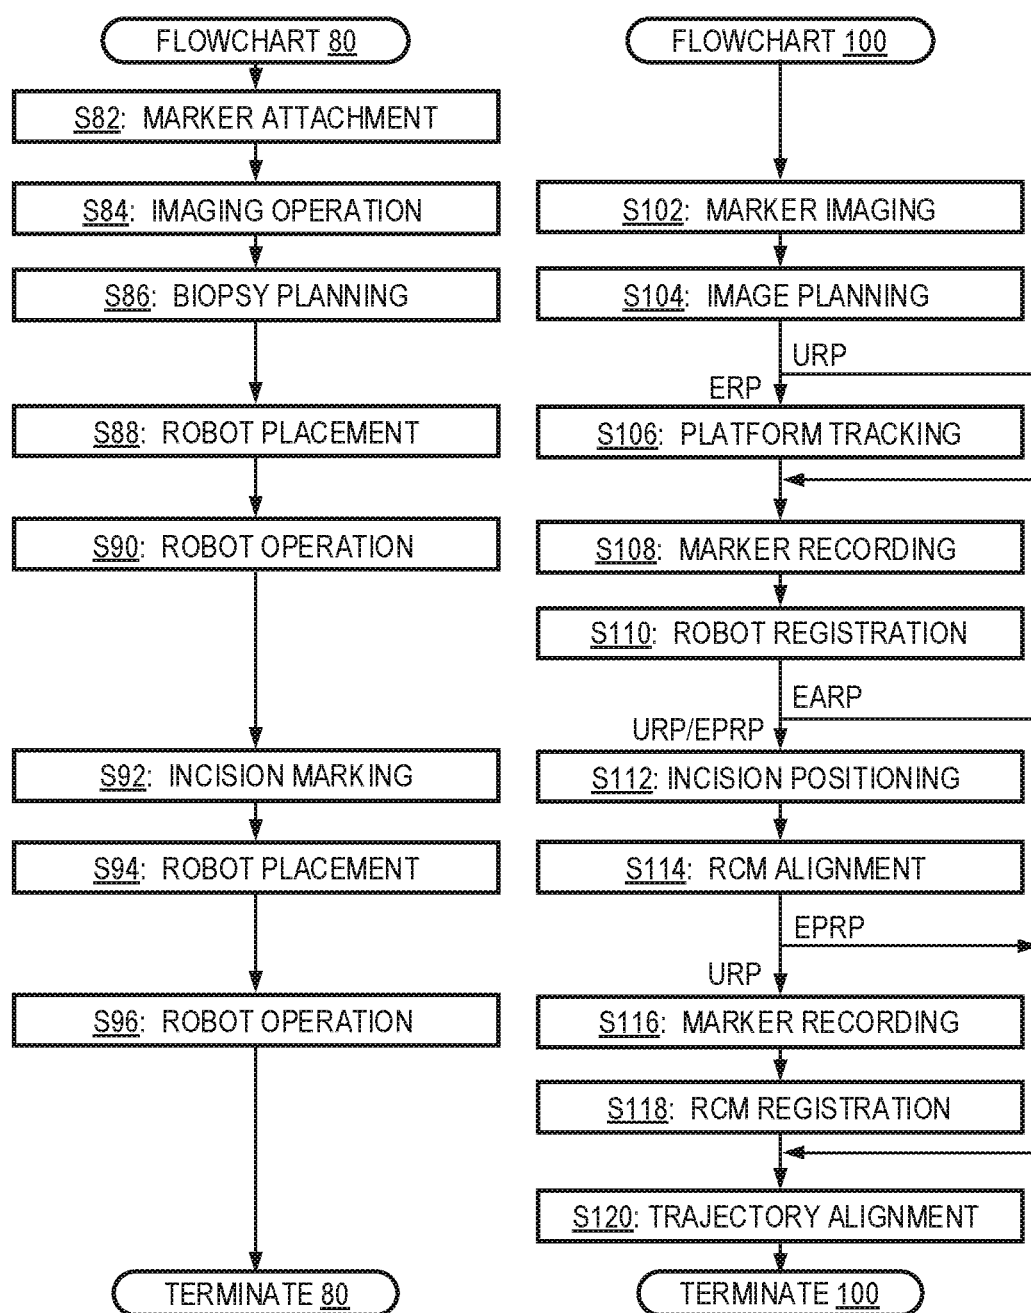 FLOWCHART 80
S82: MARKER ATTACHMENT
S84: IMAGING OPERATION
S86: BIOPSY PLANNING
S88: ROBOT PLACEMENT
S90: ROBOT OPERATION
S92: INCISION MARKING
S94: ROBOT PLACEMENT
S96: ROBOT OPERATION
TERMINATE 80
FLOWCHART 100
S102: MARKER IMAGING
S104: IMAGE PLANNING
URP
ERP
S106: PLATFORM TRACKING
S108: MARKER RECORDING
S110: ROBOT REGISTRATION
EARP
URP/EPRP
S112: INCISION POSITIONING
S114: RCM ALIGNMENT
EPRP
URP
S116: MARKER RECORDING
S118: RCM REGISTRATION
S120: TRAJECTORY ALIGNMENT
TERMINATE 100